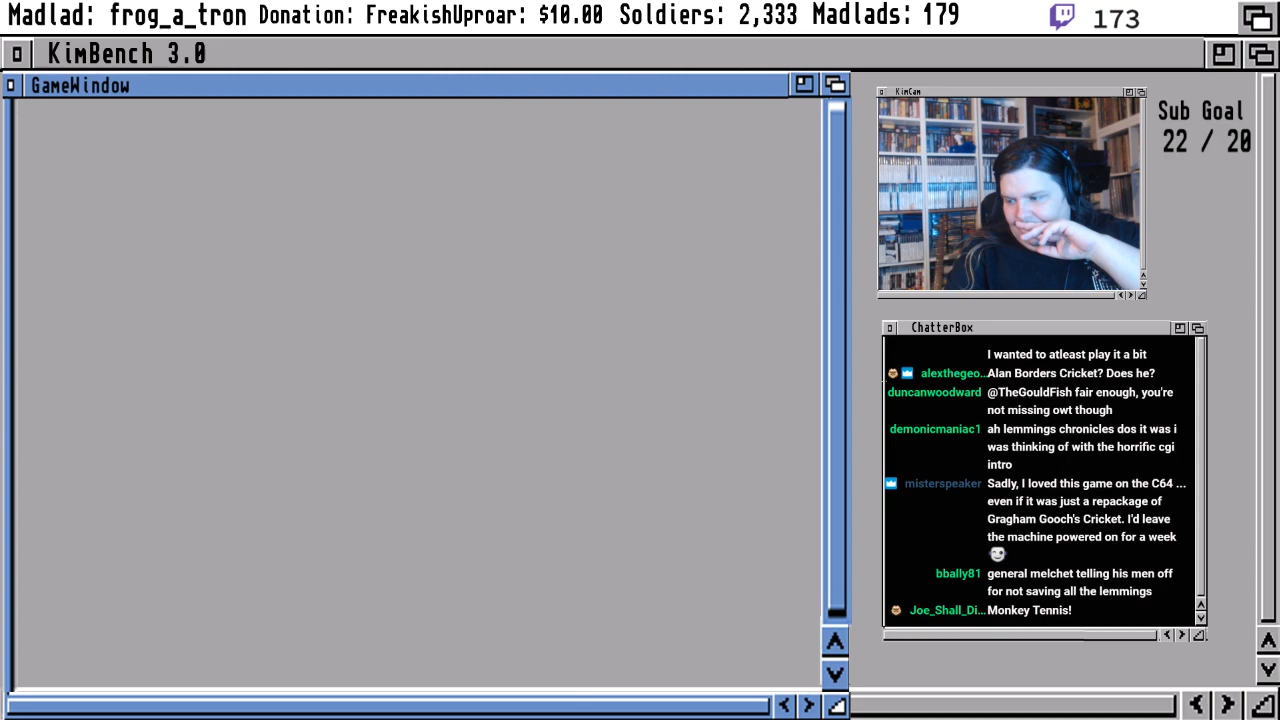 Madlad: frog_a_tron Donation: FreakishUproar: $10.00 Soldiers: 2,333 Madlads: 179
173
KimBench 3.0
GameWindow
KimCam
Sub Goal
22 / 20
ChatterBox
I wanted to atleast play it a bit
alexthegeo... Alan Borders Cricket? Does he?
duncanwoodward @TheGouldFish fair enough, you're
not missing owt though
demonicmaniac1 ah lemmings chronicles dos it was i
was thinking of with the horrific cgi
intro
misterspeaker Sadly, I loved this game on the C64 ...
even if it was just a repackage of
Gragham Gooch's Cricket. I'd leave
the machine powered on for a week
bbally81 general melchet telling his men off
for not saving all the lemmings
Joe_Shall_Di... Monkey Tennis!